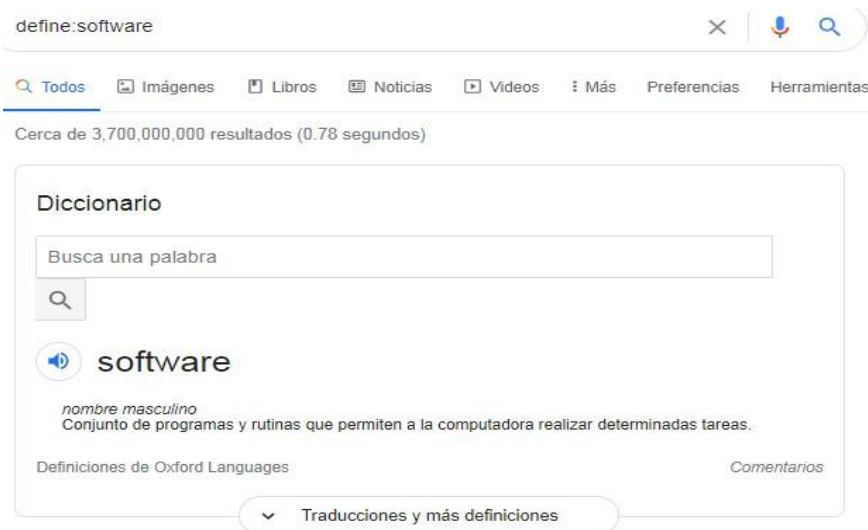 define:software
Todos Imágenes Libros Noticias Videos Más Preferencias Herramientas
Cerca de 3,700,000,000 resultados (0.78 segundos)
Diccionario
Busca una palabra
software
nombre masculino
Conjunto de programas y rutinas que permiten a la computadora realizar determinadas tareas.
Definiciones de Oxford Languages Comentarios
Traducciones y más definiciones